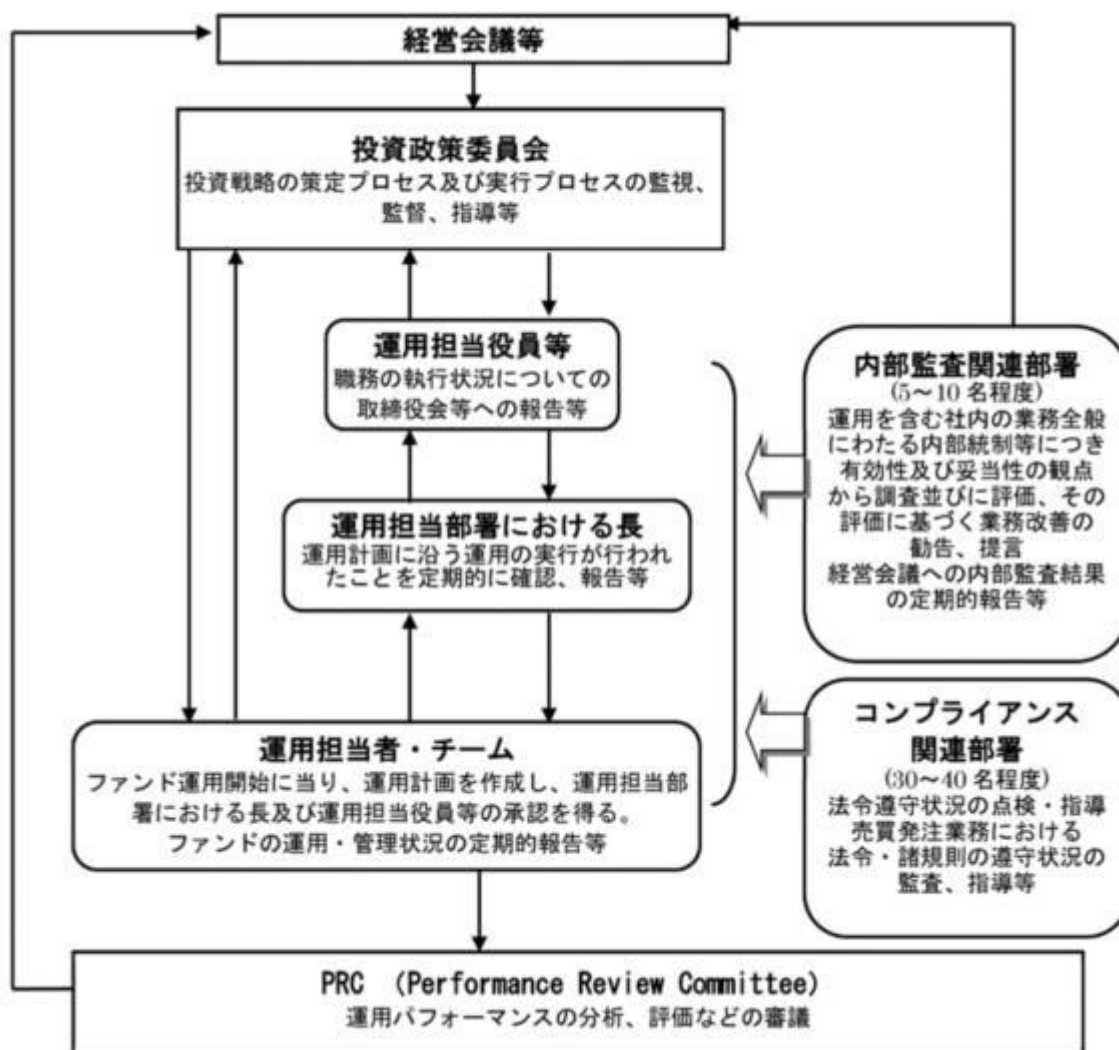 経営会議等
投資政策委員会
投資戦略の策定プロセス及び実行プロセスの監視、
監督、指導等
運用担当役員等
職務の執行状況についての
取締役会等への報告等
運用担当部署における長
運用計画に沿う運用の実行が行われ
たことを定期的に確認、報告等
運用担当者・チーム
ファンド運用開始に当り、運用計画を作成し、運用担当部
署における長及び運用担当役員等の承認を得る。
ファンドの運用・管理状況の定期的報告等
内部監査関連部署
(5～10 名程度)
運用を含む社内の業務全般
にわたる内部統制等につき
有効性及び妥当性の観点
から調査並びに評価、その
評価に基づく業務改善の
勧告、提言
経営会議への内部監査結果
の定期的報告等
コンプライアンス
関連部署
(30～40 名程度)
法令遵守状況の点検・指導
売買発注業務における
法令・諸規則の遵守状況の
監査、指導等
PRC （Performance Review Committee）
運用パフォーマンスの分析、評価などの審議